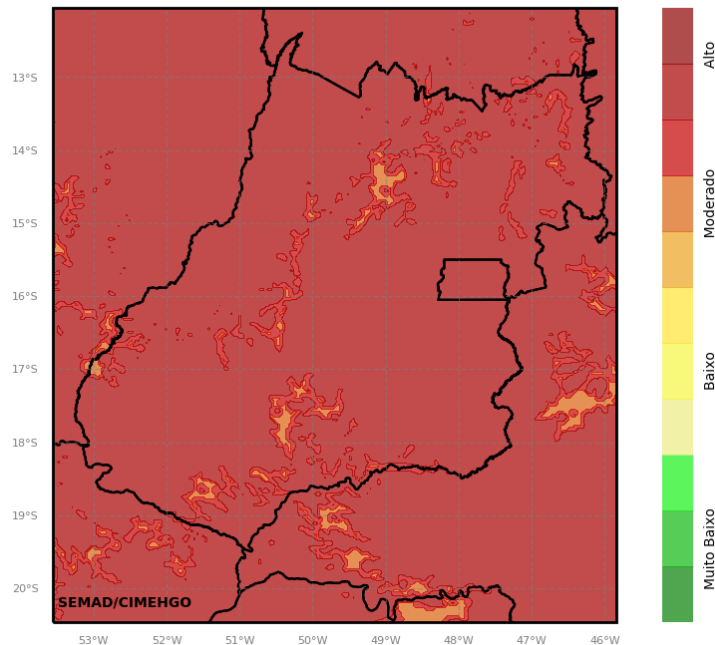 13°S
14°S
15°S
16°S
17°S
18°S
19°S
20°S
53°W
52°W
51°W
50°W
49°W
48°W
47°W
46°W
SEMAD/CIMEHGO
Alto
Moderado
Baixo
Muito Baixo